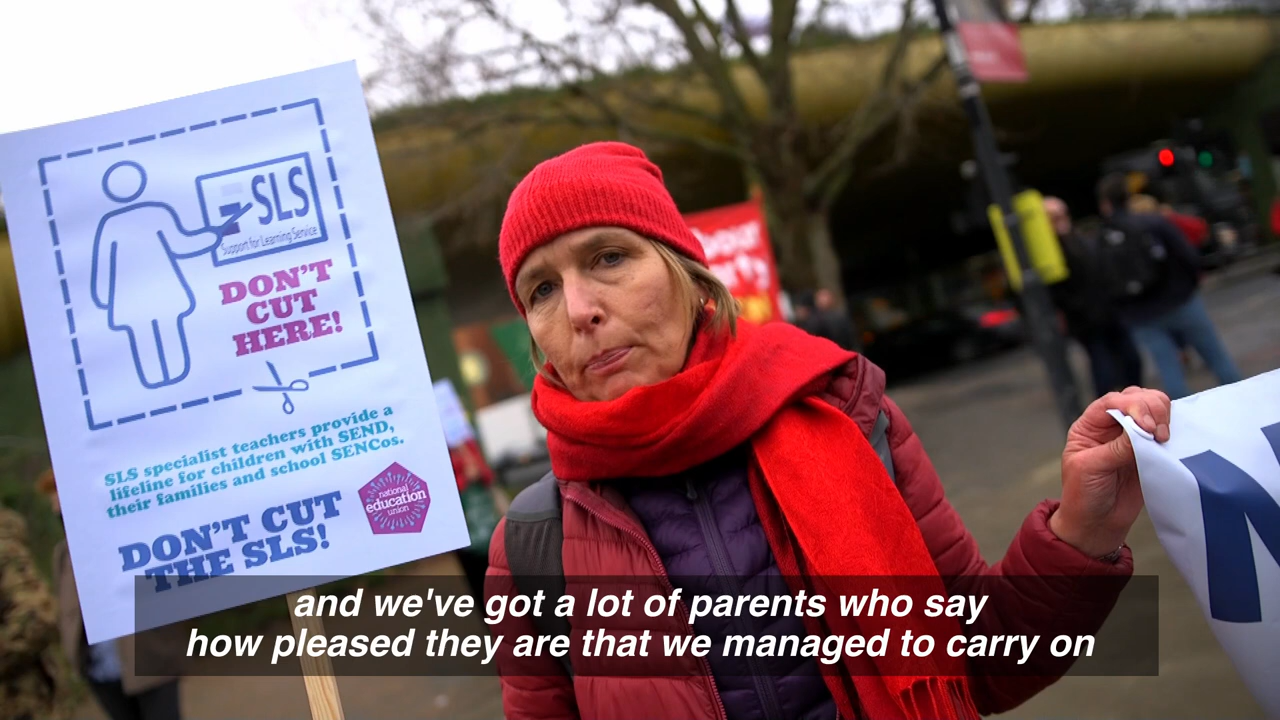 SLS
Support for Learning Service
DON'T
CUT
HERE!
SLS specialist teachers provide a
lifeline for children with SEND,
their families and school SENCos.
national
education
union
DON'T CUT
THE SLS!
and we've got a lot of parents who say
how pleased they are that we managed to carry on